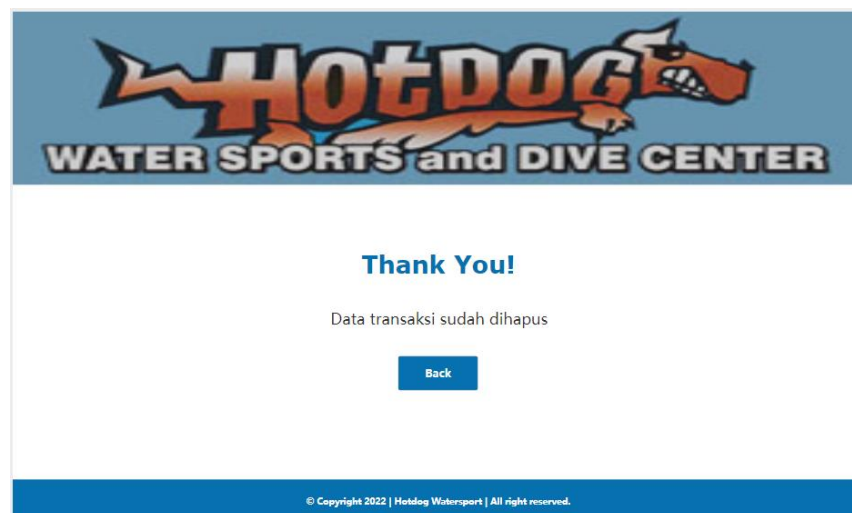 HOtDOG
WATER SPORTS and DIVE CENTER
Thank You!
Data transaksi sudah dihapus
Back
© Copyright 2022 | Hotdog Watersport | All right reserved.